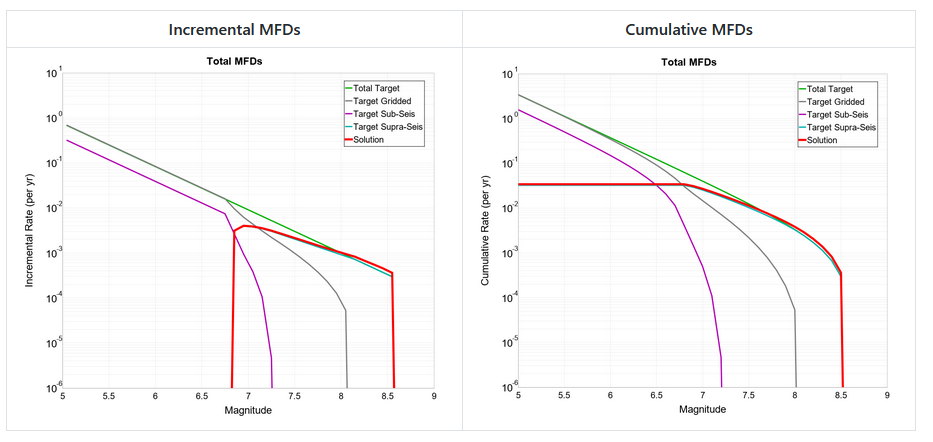 Incremental MFDs
Cumulative MFDs
Total MFDs
Total Target
Target Gridded
Target Sub-Seis
Target Supra-Seis
Solution
Incremental Rate (per yr)
10^1
10^0
10^-1
10^-2
10^-3
10^-4
10^-5
10^-6
5 5.5 6 6.5 7 7.5 8 8.5 9
Magnitude
Total MFDs
Total Target
Target Gridded
Target Sub-Seis
Target Supra-Seis
Solution
Cumulative Rate (per yr)
10^1
10^0
10^-1
10^-2
10^-3
10^-4
10^-5
10^-6
5 5.5 6 6.5 7 7.5 8 8.5 9
Magnitude